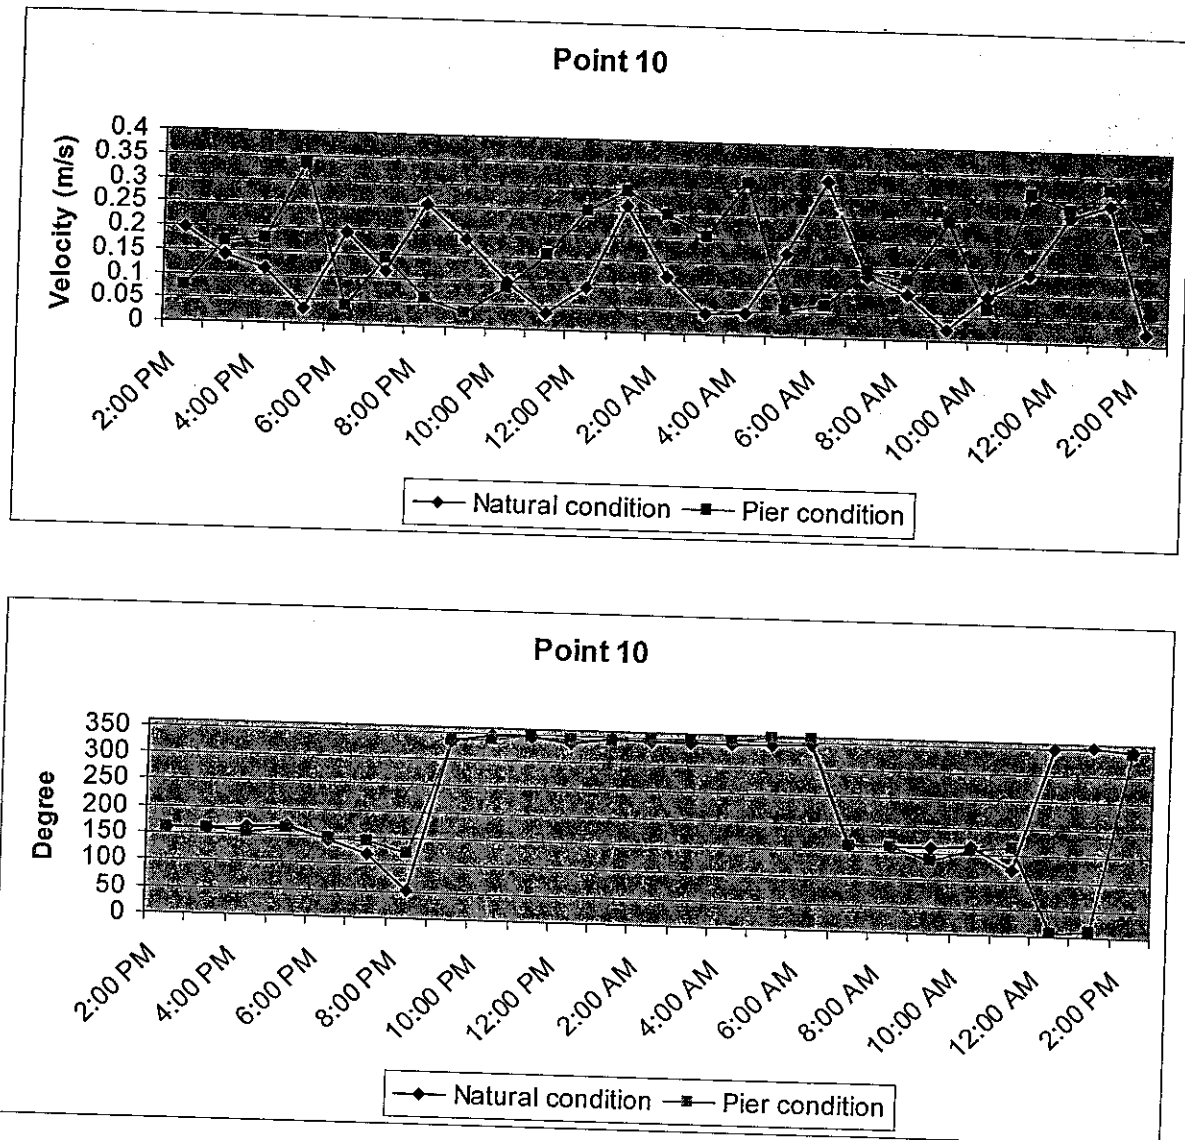 Point 10
Velocity (m/s)
0.4
0.35
0.3
0.25
0.2
0.15
0.1
0.05
0
2:00 PM
4:00 PM
6:00 PM
8:00 PM
10:00 PM
12:00 PM
2:00 AM
4:00 AM
6:00 AM
8:00 AM
10:00 AM
12:00 AM
2:00 PM
Natural condition Pier condition
Point 10
Degree
350
300
250
200
150
100
50
0
2:00 PM
4:00 PM
6:00 PM
8:00 PM
10:00 PM
12:00 PM
2:00 AM
4:00 AM
6:00 AM
8:00 AM
10:00 AM
12:00 AM
2:00 PM
Natural condition Pier condition